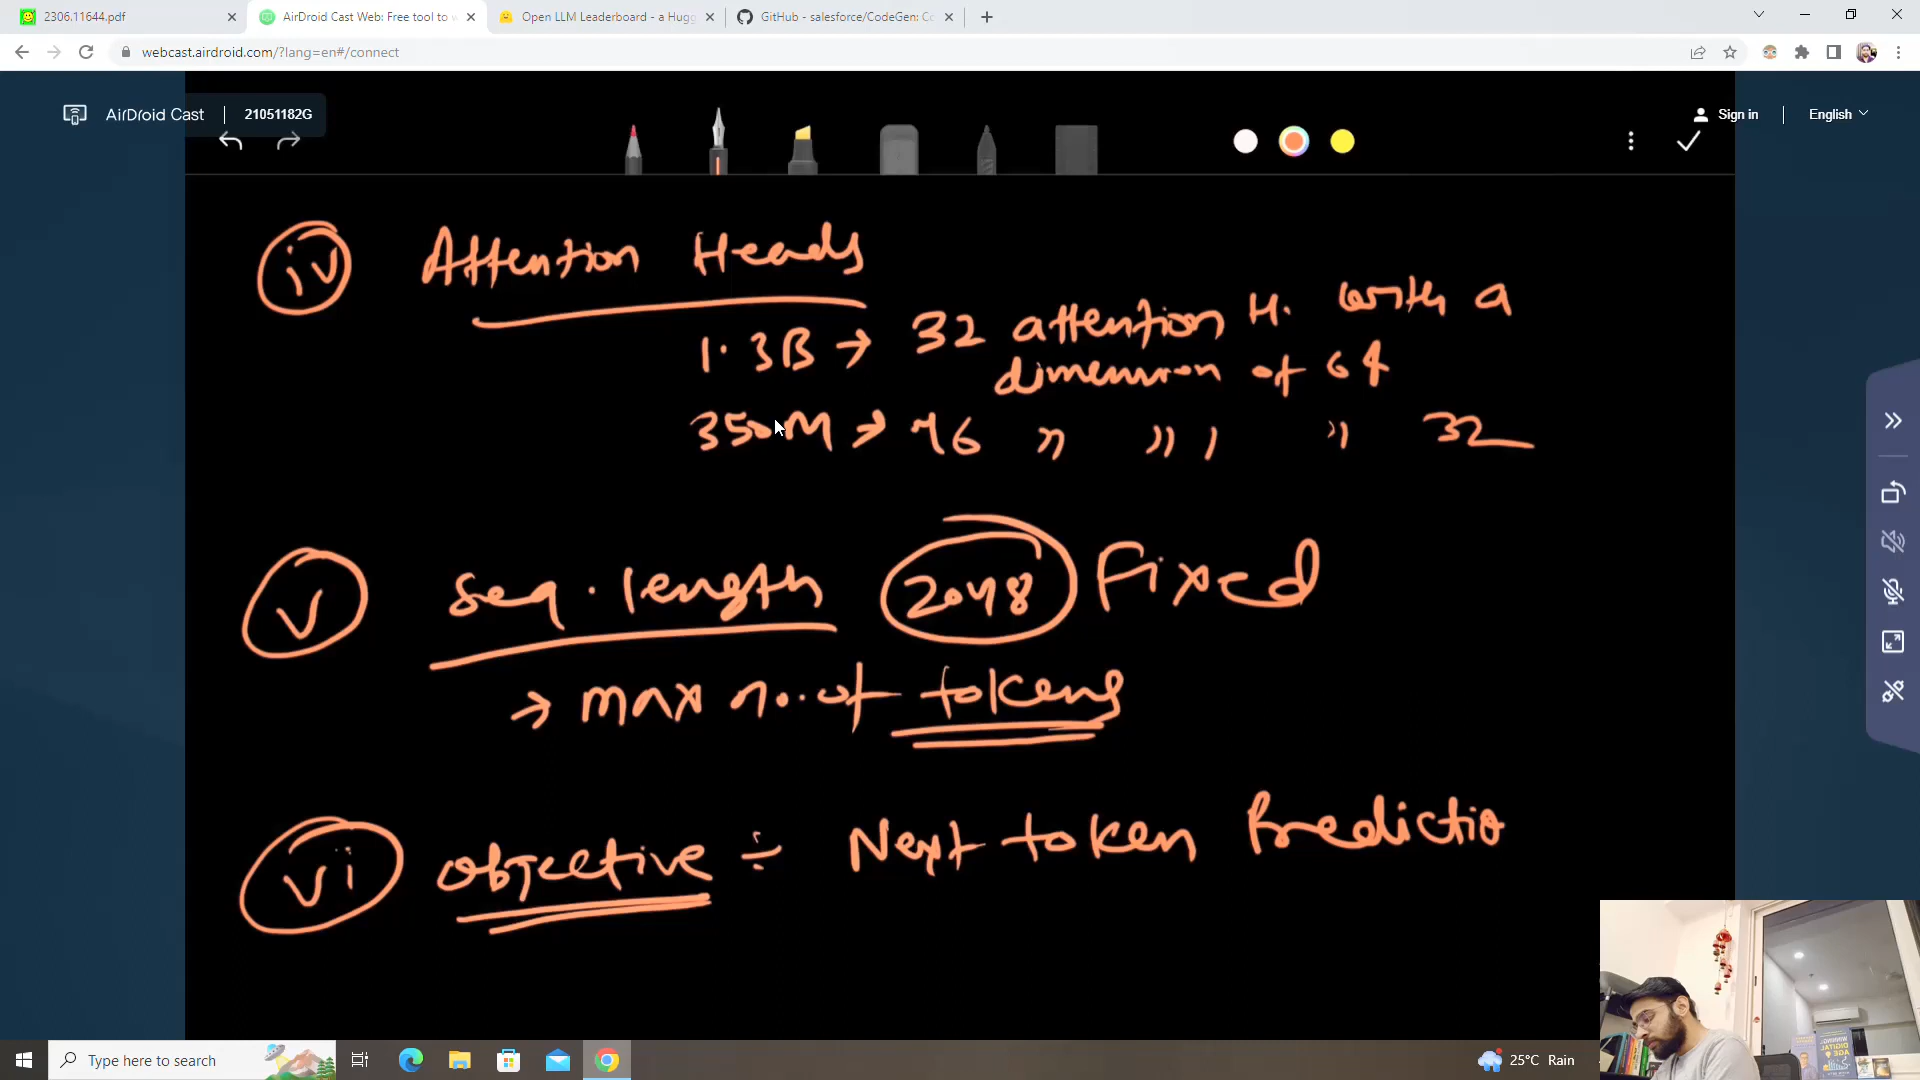 2306.11644.pdf
AirDroid Cast Web: Free tool to w
Open LLM Leaderboard - a Hugg
GitHub - salesforce/CodeGen: Co
webcast.airdroid.com/?lang=en#/connect
AirDroid Cast | 21051182G
Sign in
English
iv Attention Heads
1.3B → 32 attention H. with a
dimension of 64
350M → 16 " " " " 32
v seq. length 2048 Fixed
→ max no. of tokens
vi objective ÷ Next token Predictio
Type here to search
25°C Rain